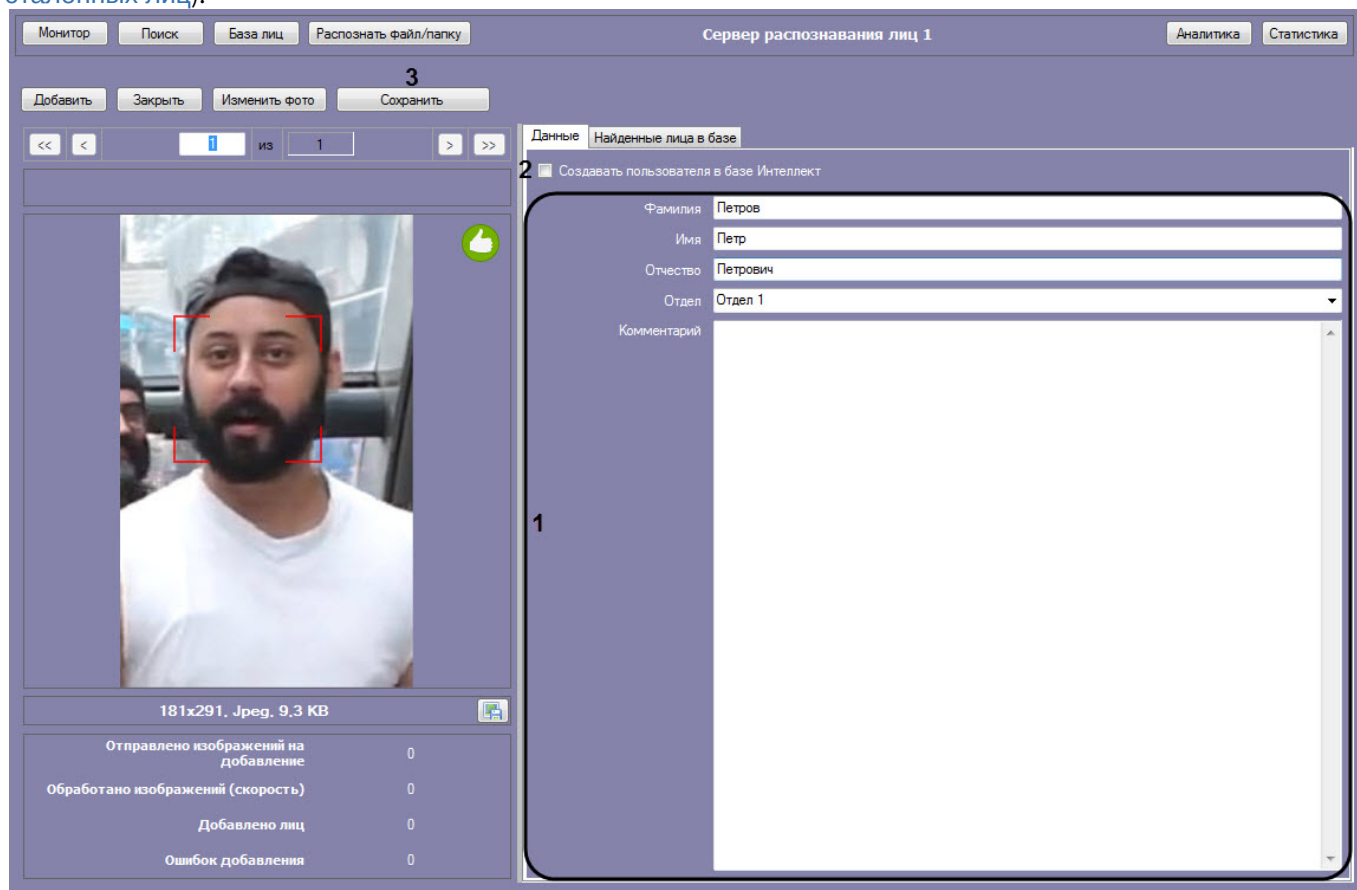 эталонных лиц).
Монитор Поиск База лиц Распознать файл/папку Сервер распознавания лиц 1 Аналитика Статистика
3
Добавить Закрыть Изменить фото Сохранить
<< < 1 из 1 > >>
Данные Найденные лица в базе
2 Создавать пользователя в базе Интеллект
Фамилия Петров
Имя Петр
Отчество Петрович
Отдел Отдел 1
Комментарий
1
181x291, Jpeg, 9,3 KB
Отправлено изображений на
добавление 0
Обработано изображений (скорость) 0
Добавлено лиц 0
Ошибок добавления 0